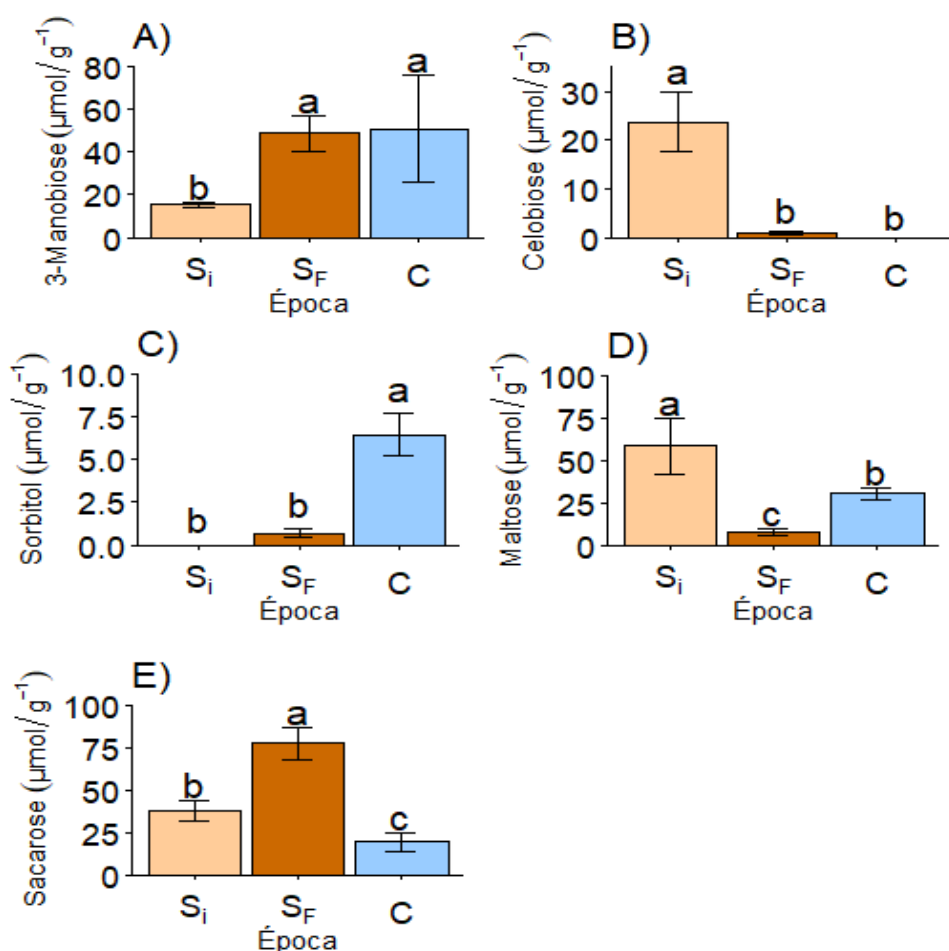 A)
3-Manobiose (µmol/g⁻¹)
80
60
40
20
0
b
a
a
Sᵢ
S_F
C
Época
B)
Celobiose (µmol/g⁻¹)
30
20
10
0
a
b
b
Sᵢ
S_F
C
Época
C)
Sorbitol (µmol/g⁻¹)
10.0
7.5
5.0
2.5
0.0
b
b
a
Sᵢ
S_F
C
Época
D)
Maltose (µmol/g⁻¹)
100
75
50
25
0
a
c
b
Sᵢ
S_F
C
Época
E)
Sacarose (µmol/g⁻¹)
100
75
50
25
0
b
a
c
Sᵢ
S_F
C
Época